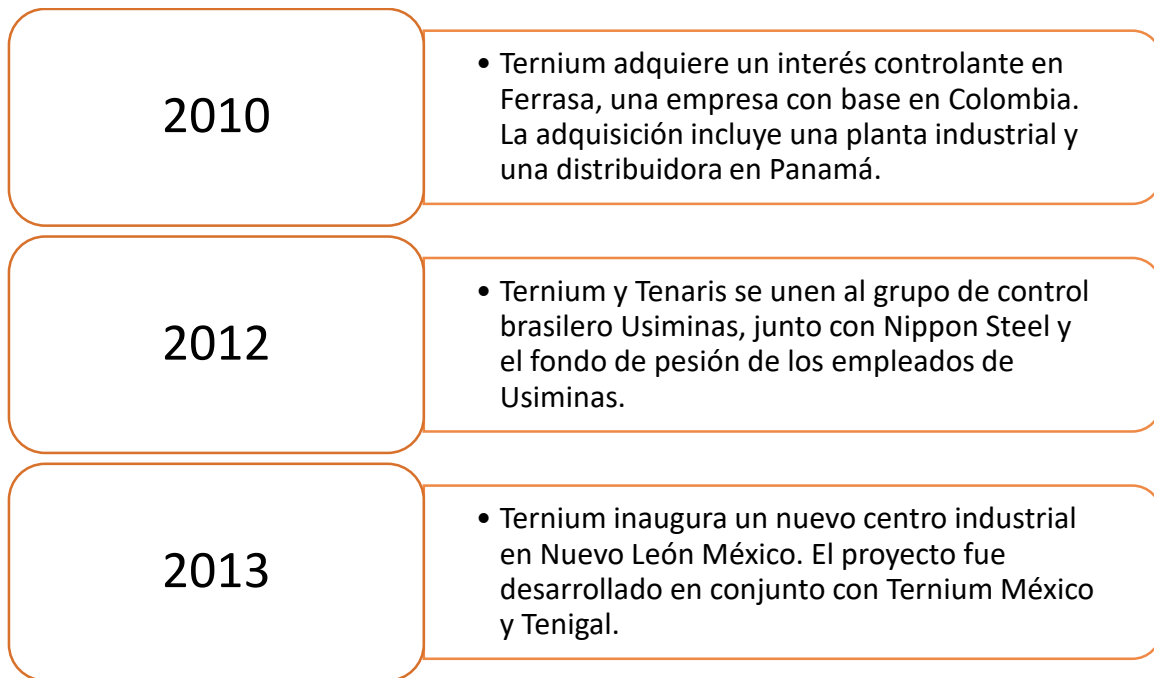 2010
• Ternium adquiere un interés controlante en
Ferrasa, una empresa con base en Colombia.
La adquisición incluye una planta industrial y
una distribuidora en Panamá.
2012
• Ternium y Tenaris se unen al grupo de control
brasilero Usiminas, junto con Nippon Steel y
el fondo de pesión de los empleados de
Usiminas.
2013
• Ternium inaugura un nuevo centro industrial
en Nuevo León México. El proyecto fue
desarrollado en conjunto con Ternium México
y Tenigal.